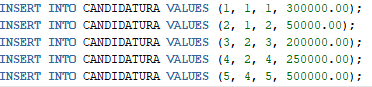 INSERT INTO CANDIDATURA VALUES (1, 1, 1, 300000.00);
INSERT INTO CANDIDATURA VALUES (2, 1, 2, 50000.00);
INSERT INTO CANDIDATURA VALUES (3, 2, 3, 200000.00);
INSERT INTO CANDIDATURA VALUES (4, 2, 4, 250000.00);
INSERT INTO CANDIDATURA VALUES (5, 4, 5, 500000.00);